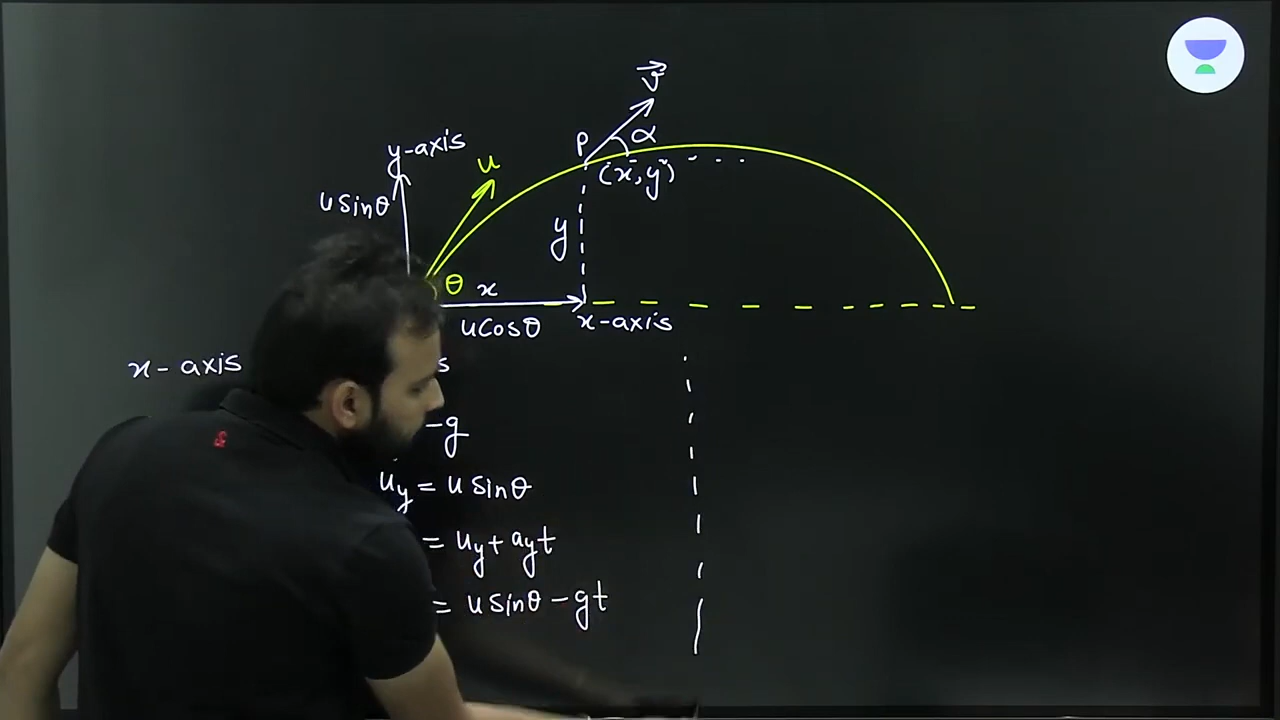 v
P
α
y-axis
u
(x, y)
u sinθ
y
θ
x
u cosθ
x-axis
x - axis
s
-g
uy = u sinθ
= uy + ayt
= u sinθ - gt